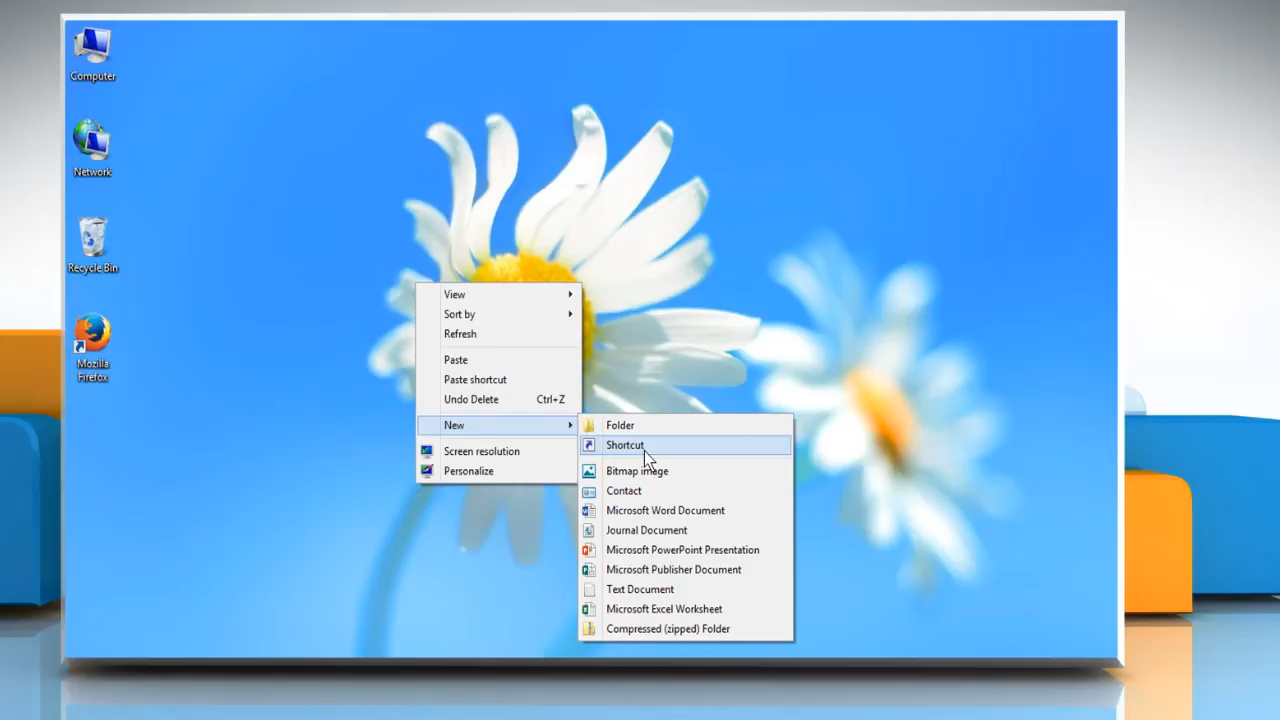 Computer
Network
Recycle Bin
Mozilla
Firefox
View
Sort by
Refresh
Paste
Paste shortcut
Undo Delete Ctrl+Z
New
Screen resolution
Personalize
Folder
Shortcut
Bitmap image
Contact
Microsoft Word Document
Journal Document
Microsoft PowerPoint Presentation
Microsoft Publisher Document
Text Document
Microsoft Excel Worksheet
Compressed (zipped) Folder